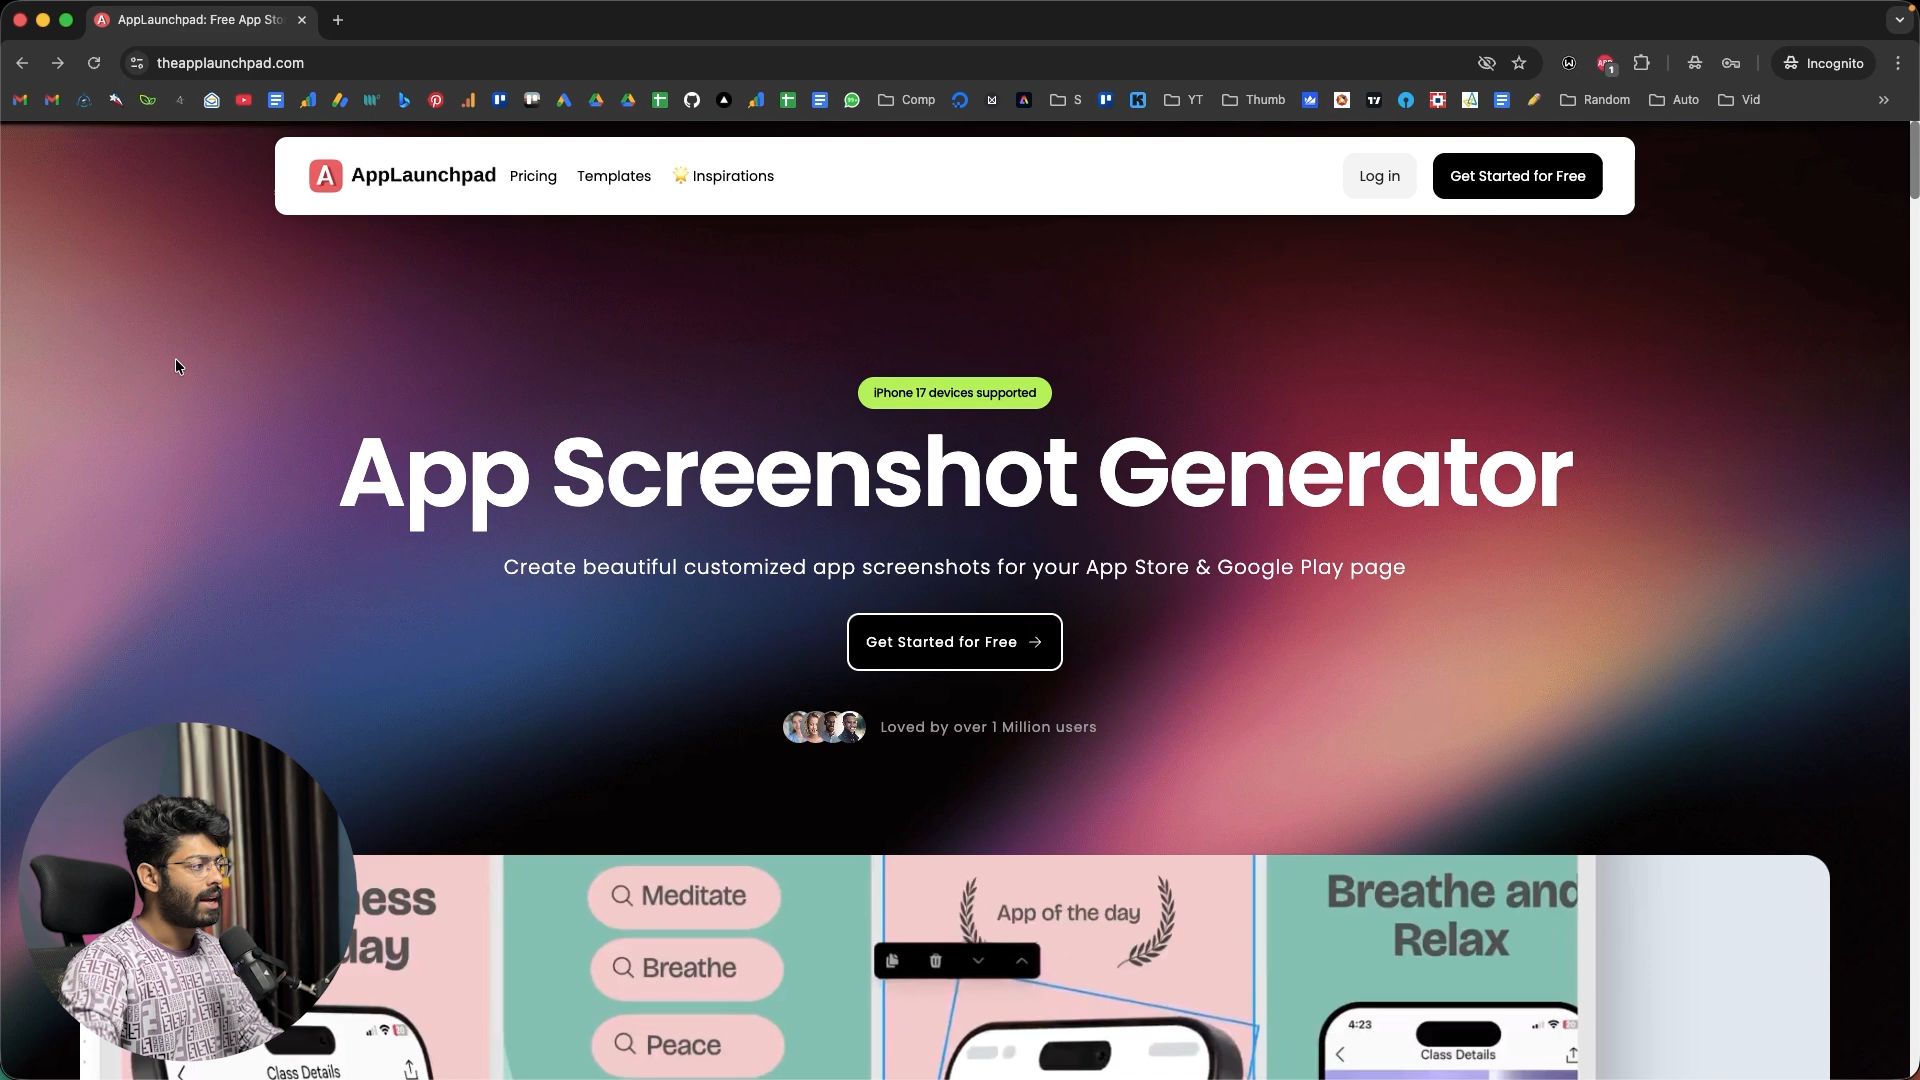 AppLaunchpad: Free App Sto
theapplaunchpad.com
1
Incognito
Comp
S
YT
Thumb
Random
Auto
Vid
AppLaunchpad
Pricing
Templates
Inspirations
Log in
Get Started for Free
iPhone 17 devices supported
App Screenshot Generator
Create beautiful customized app screenshots for your App Store & Google Play page
Get Started for Free
Loved by over 1 Million users
ness
day
Meditate
Breathe
Peace
App of the day
Breathe and
Relax
Class Details
4:23
Class Details